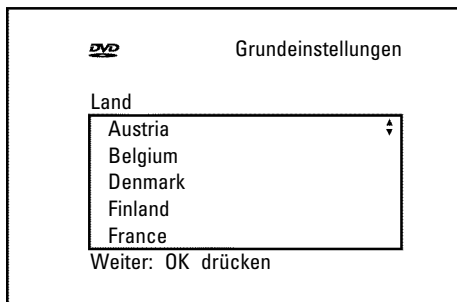 DVD Grundeinstellungen
Land
Austria
Belgium
Denmark
Finland
France
Weiter: OK drücken